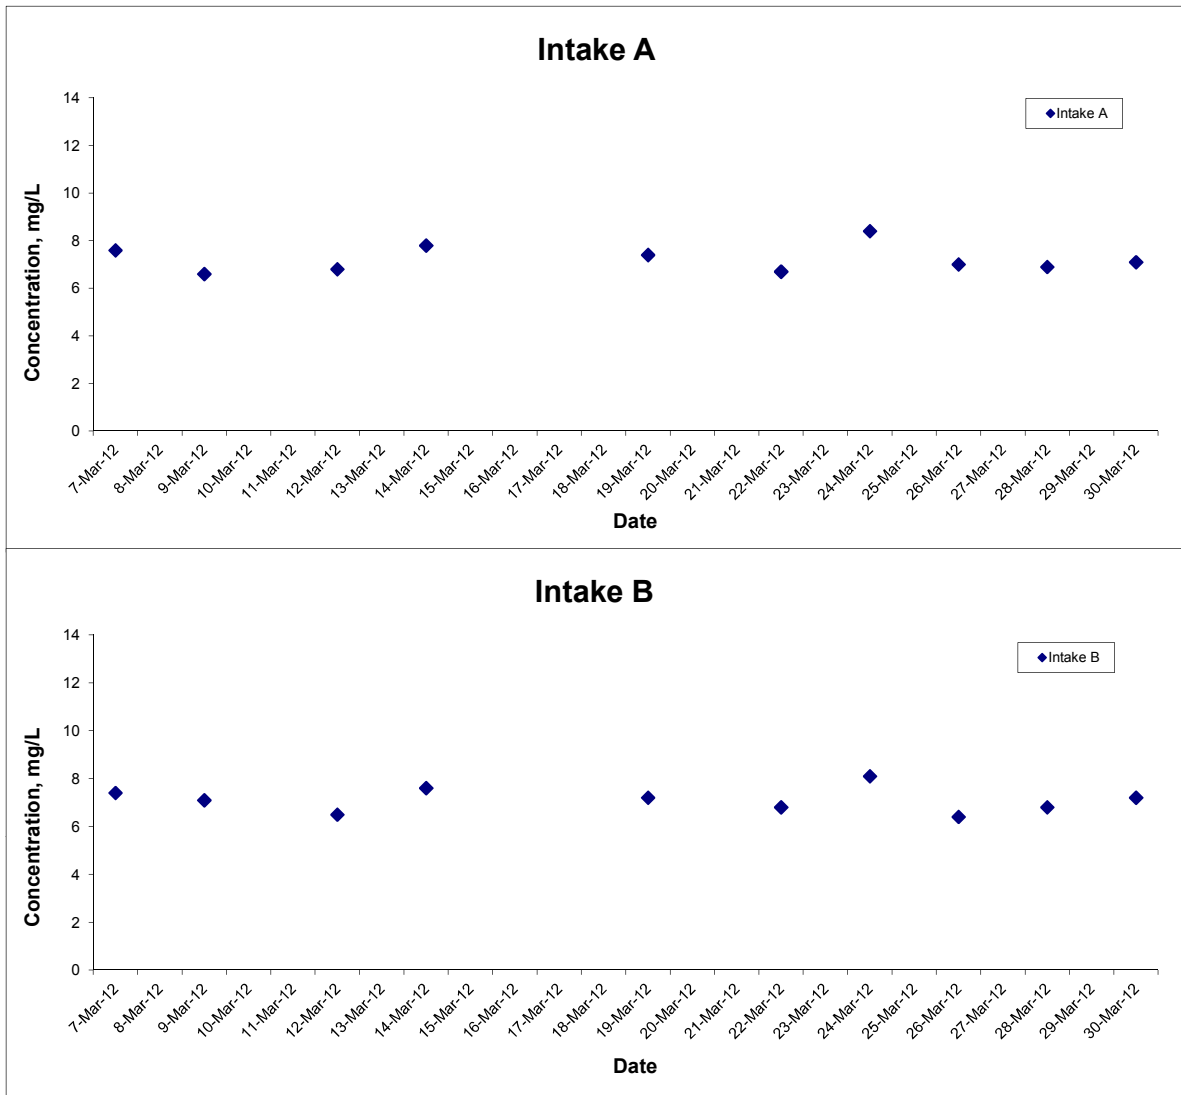 Intake A
14
12
10
8
6
4
2
0
Concentration, mg/L
Intake A
7-Mar-12
8-Mar-12
9-Mar-12
10-Mar-12
11-Mar-12
12-Mar-12
13-Mar-12
14-Mar-12
15-Mar-12
16-Mar-12
17-Mar-12
18-Mar-12
19-Mar-12
20-Mar-12
21-Mar-12
22-Mar-12
23-Mar-12
24-Mar-12
25-Mar-12
26-Mar-12
27-Mar-12
28-Mar-12
29-Mar-12
30-Mar-12
Date
Intake B
14
12
10
8
6
4
2
0
Concentration, mg/L
Intake B
7-Mar-12
8-Mar-12
9-Mar-12
10-Mar-12
11-Mar-12
12-Mar-12
13-Mar-12
14-Mar-12
15-Mar-12
16-Mar-12
17-Mar-12
18-Mar-12
19-Mar-12
20-Mar-12
21-Mar-12
22-Mar-12
23-Mar-12
24-Mar-12
25-Mar-12
26-Mar-12
27-Mar-12
28-Mar-12
29-Mar-12
30-Mar-12
Date